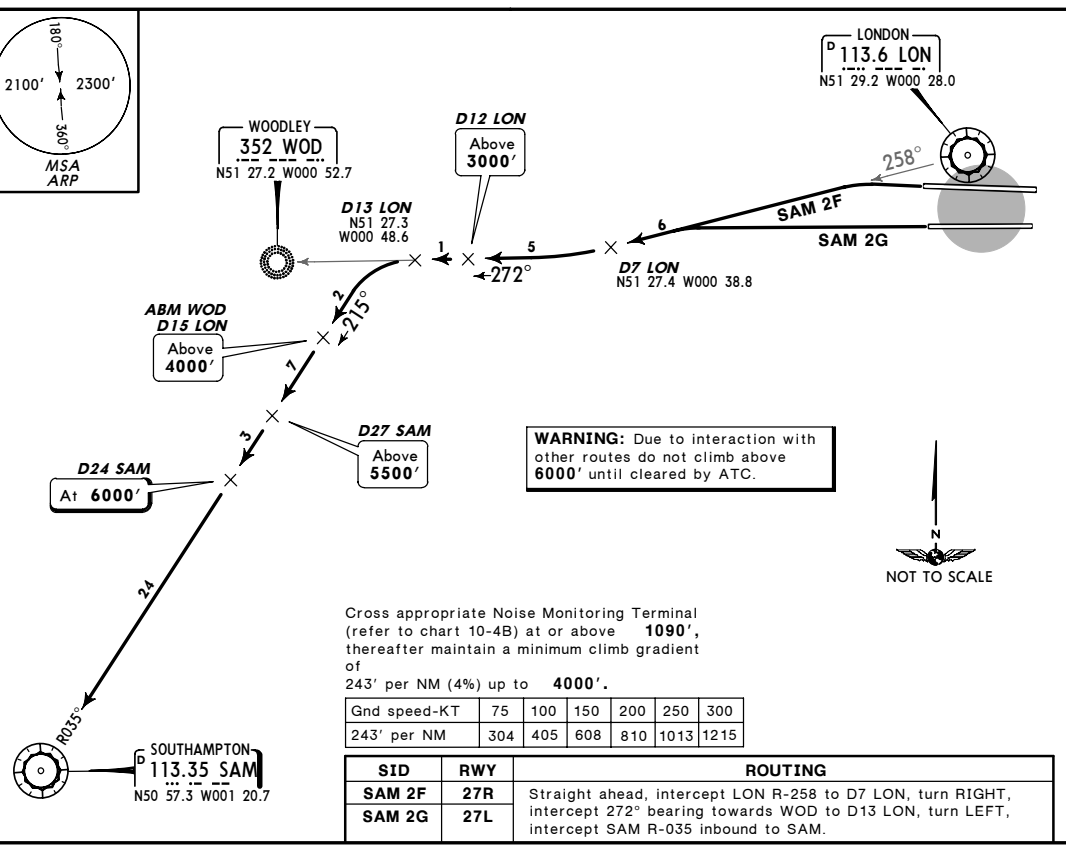 180°
2100' 2300'
360°
MSA
ARP
LONDON
D 113.6 LON
N51 29.2 W000 28.0
WOODLEY
352 WOD
N51 27.2 W000 52.7
D12 LON
Above
3000'
D13 LON
N51 27.3
W000 48.6
258°
SAM 2F
SAM 2G
6
5
1
272°
D7 LON
N51 27.4 W000 38.8
2
215°
ABM WOD
D15 LON
Above
4000'
7
D27 SAM
Above
5500'
3
D24 SAM
At 6000'
WARNING: Due to interaction with
other routes do not climb above
6000' until cleared by ATC.
N
NOT TO SCALE
24
R035°
SOUTHAMPTON
D 113.35 SAM
N50 57.3 W001 20.7
Cross appropriate Noise Monitoring Terminal
(refer to chart 10-4B) at or above 1090',
thereafter maintain a minimum climb gradient
of
243' per NM (4%) up to 4000'.
Gnd speed-KT 75 100 150 200 250 300
243' per NM 304 405 608 810 1013 1215
SID RWY ROUTING
SAM 2F 27R Straight ahead, intercept LON R-258 to D7 LON, turn RIGHT,
SAM 2G 27L intercept 272° bearing towards WOD to D13 LON, turn LEFT,
intercept SAM R-035 inbound to SAM.